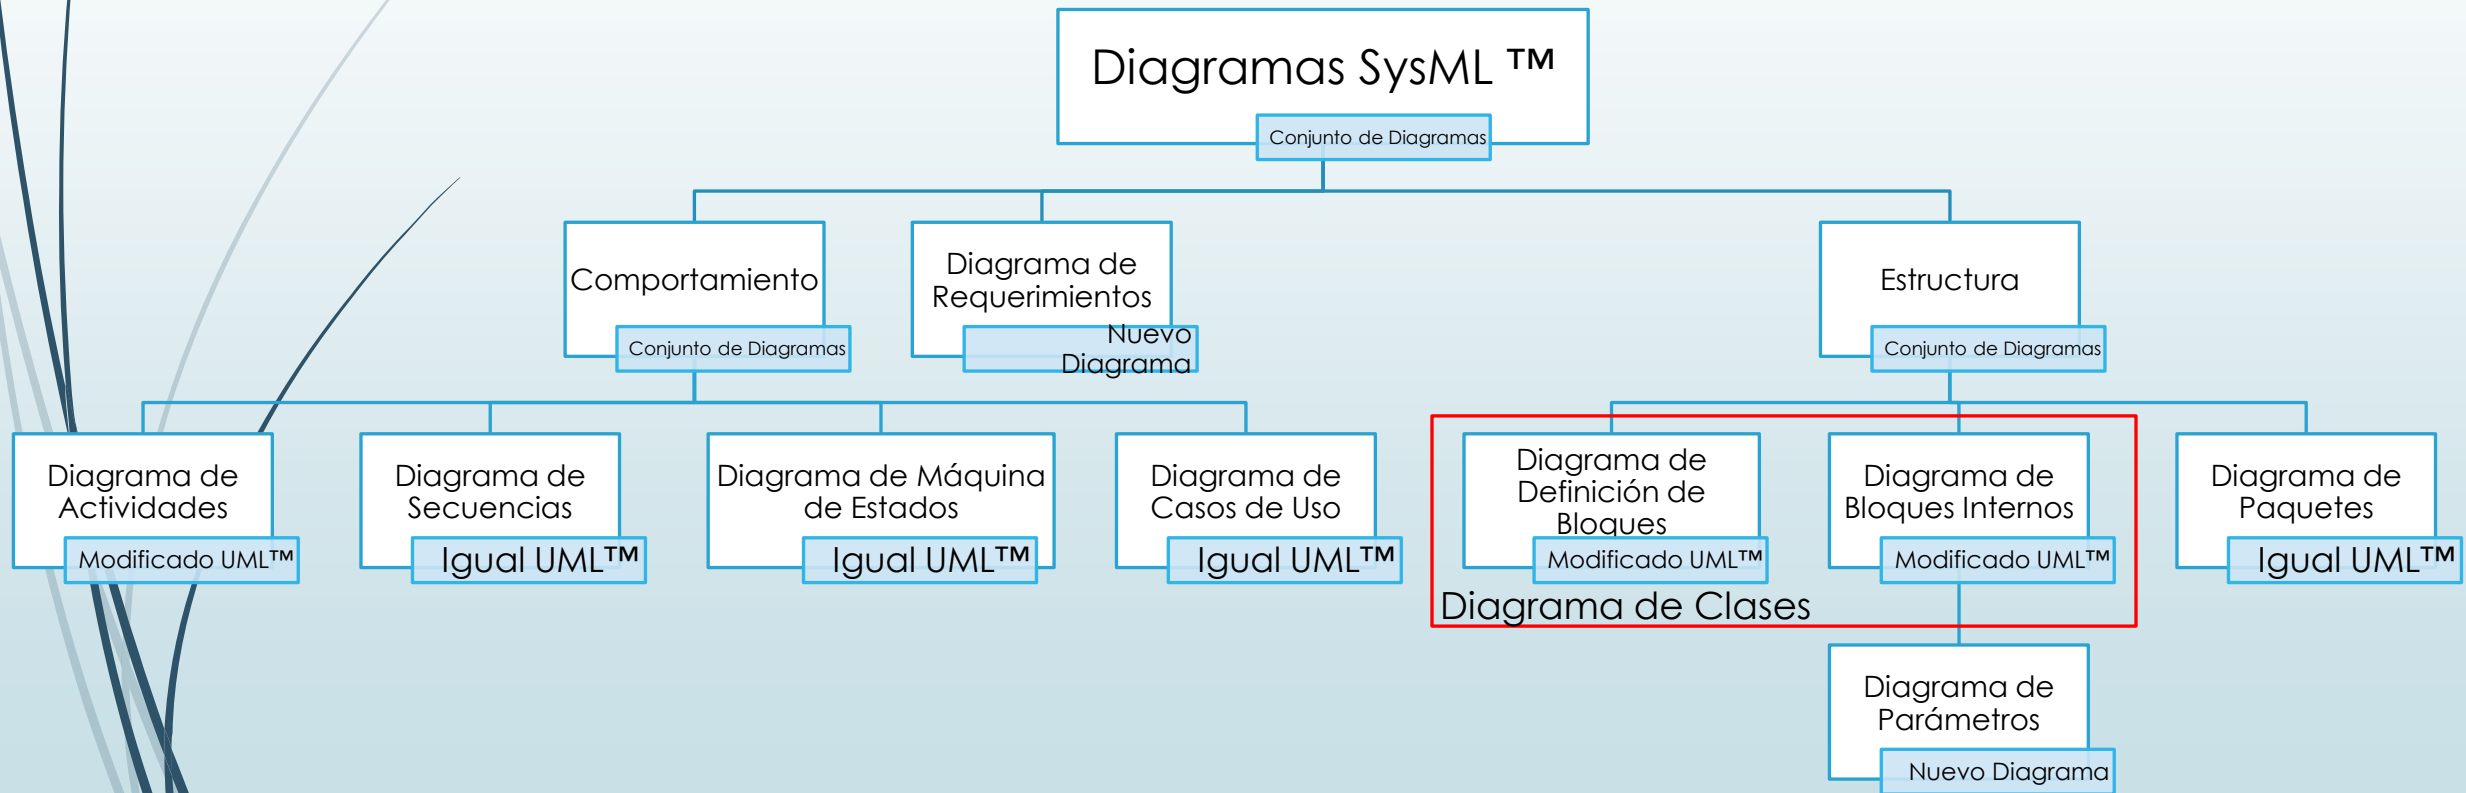 Diagramas SysML ™
Conjunto de Diagramas
Comportamiento
Conjunto de Diagramas
Diagrama de
Requerimientos
Nuevo
Diagrama
Estructura
Conjunto de Diagramas
Diagrama de
Actividades
Modificado UML™
Diagrama de
Secuencias
Igual UML™
Diagrama de Máquina
de Estados
Igual UML™
Diagrama de
Casos de Uso
Igual UML™
Diagrama de
Definición de
Bloques
Modificado UML™
Diagrama de
Bloques Internos
Modificado UML™
Diagrama de
Paquetes
Igual UML™
Diagrama de Clases
Diagrama de
Parámetros
Nuevo Diagrama